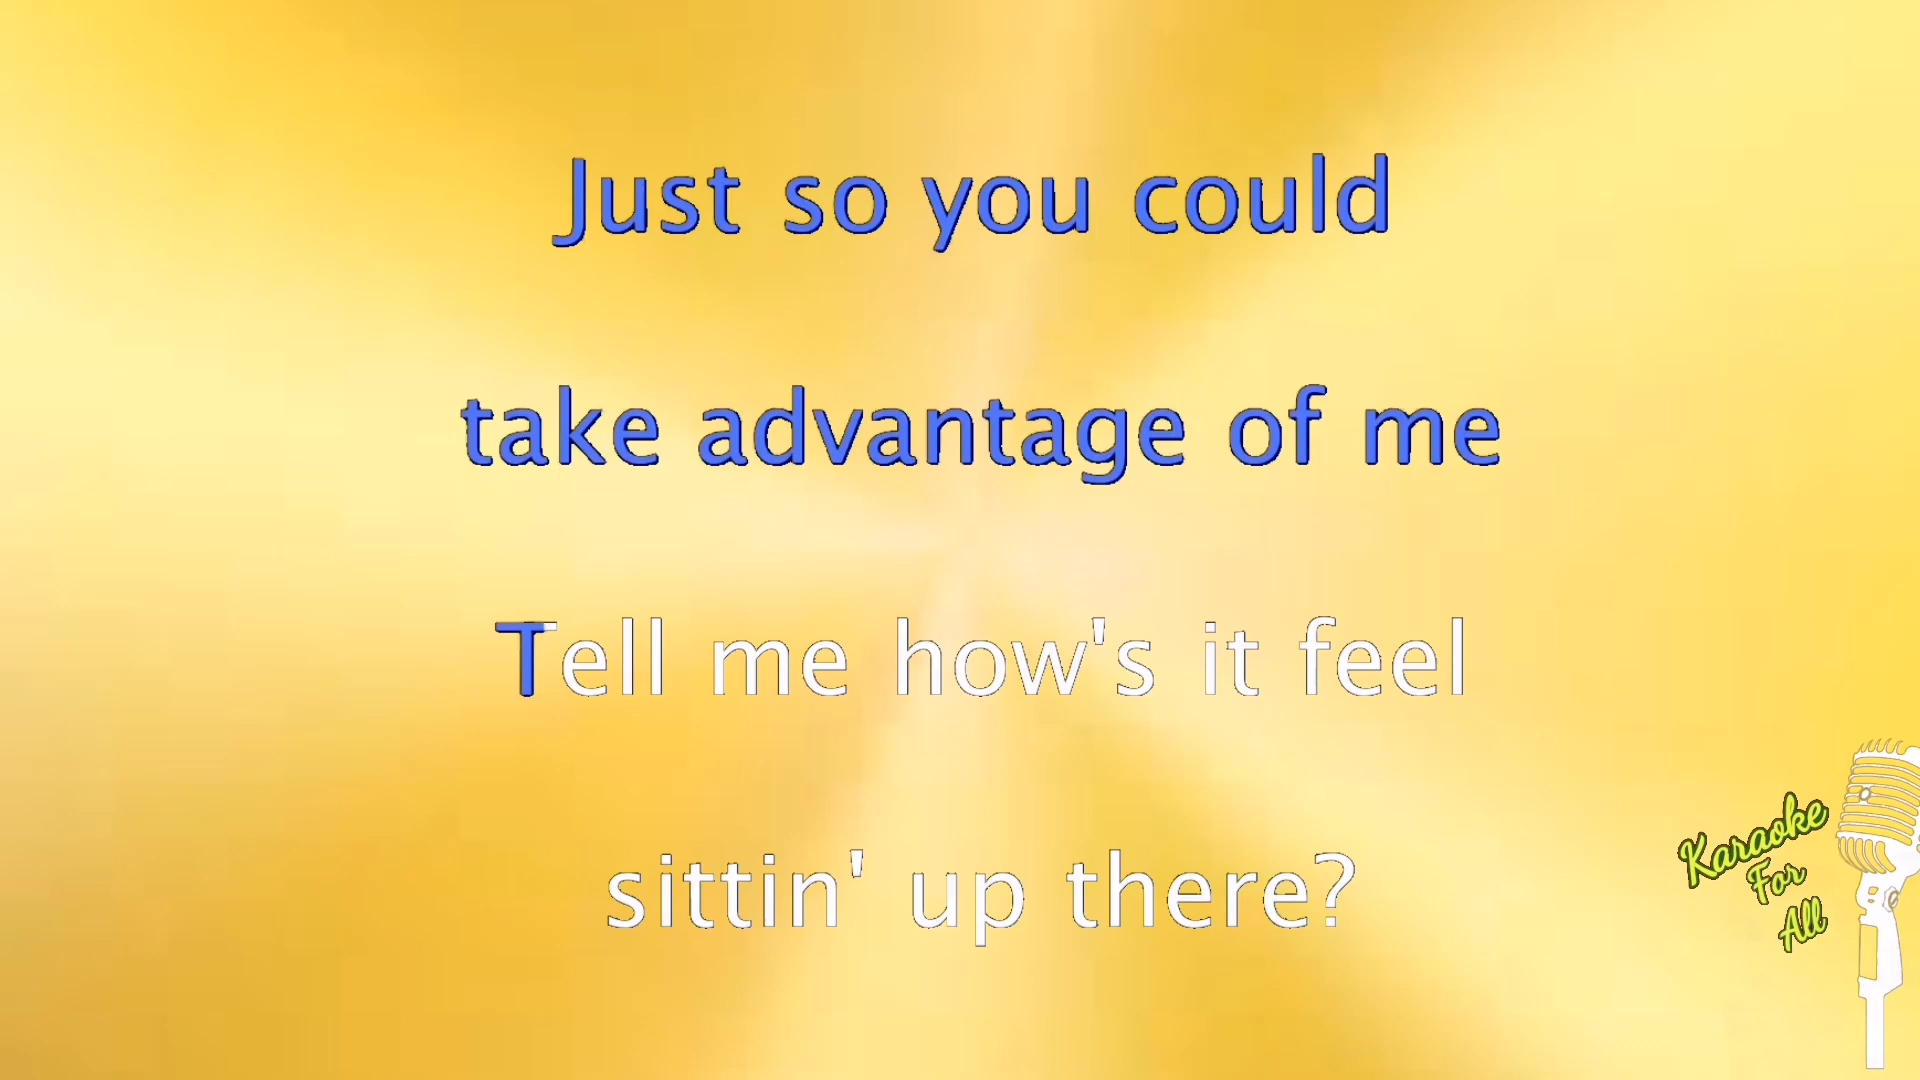 Just so you could
take advantage of me
Tell me how's it feel
sittin' up there?
Karaoke
For
All